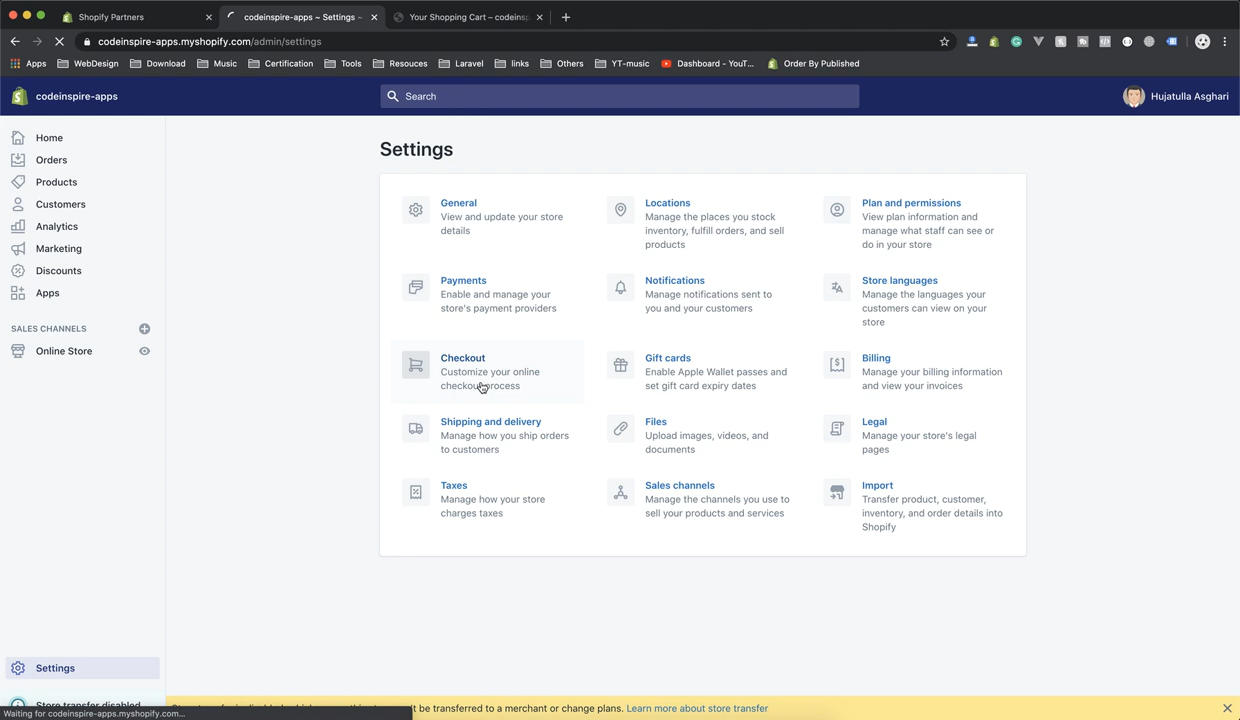 Shopify Partners
codeinspire-apps ~ Settings ~
Your Shopping Cart – codeinsp
codeinspire-apps.myshopify.com/admin/settings
Apps
WebDesign
Download
Music
Certification
Tools
Resouces
Laravel
links
Others
YT-music
Dashboard - YouT...
Order By Published
codeinspire-apps
Search
Hujatulla Asghari
Home
Orders
Products
Customers
Analytics
Marketing
Discounts
Apps
SALES CHANNELS
Online Store
Settings
Settings
General
View and update your store
details
Locations
Manage the places you stock
inventory, fulfill orders, and sell
products
Plan and permissions
View plan information and
manage what staff can see or
do in your store
Payments
Enable and manage your
store's payment providers
Notifications
Manage notifications sent to
you and your customers
Store languages
Manage the languages your
customers can view on your
store
Checkout
Customize your online
checkout process
Gift cards
Enable Apple Wallet passes and
set gift card expiry dates
Billing
Manage your billing information
and view your invoices
Shipping and delivery
Manage how you ship orders
to customers
Files
Upload images, videos, and
documents
Legal
Manage your store's legal
pages
Taxes
Manage how your store
charges taxes
Sales channels
Manage the channels you use to
sell your products and services
Import
Transfer product, customer,
inventory, and order details into
Shopify
Store transfer disabled
't be transferred to a merchant or change plans. Learn more about store transfer
Waiting for codeinspire-apps.myshopify.com...